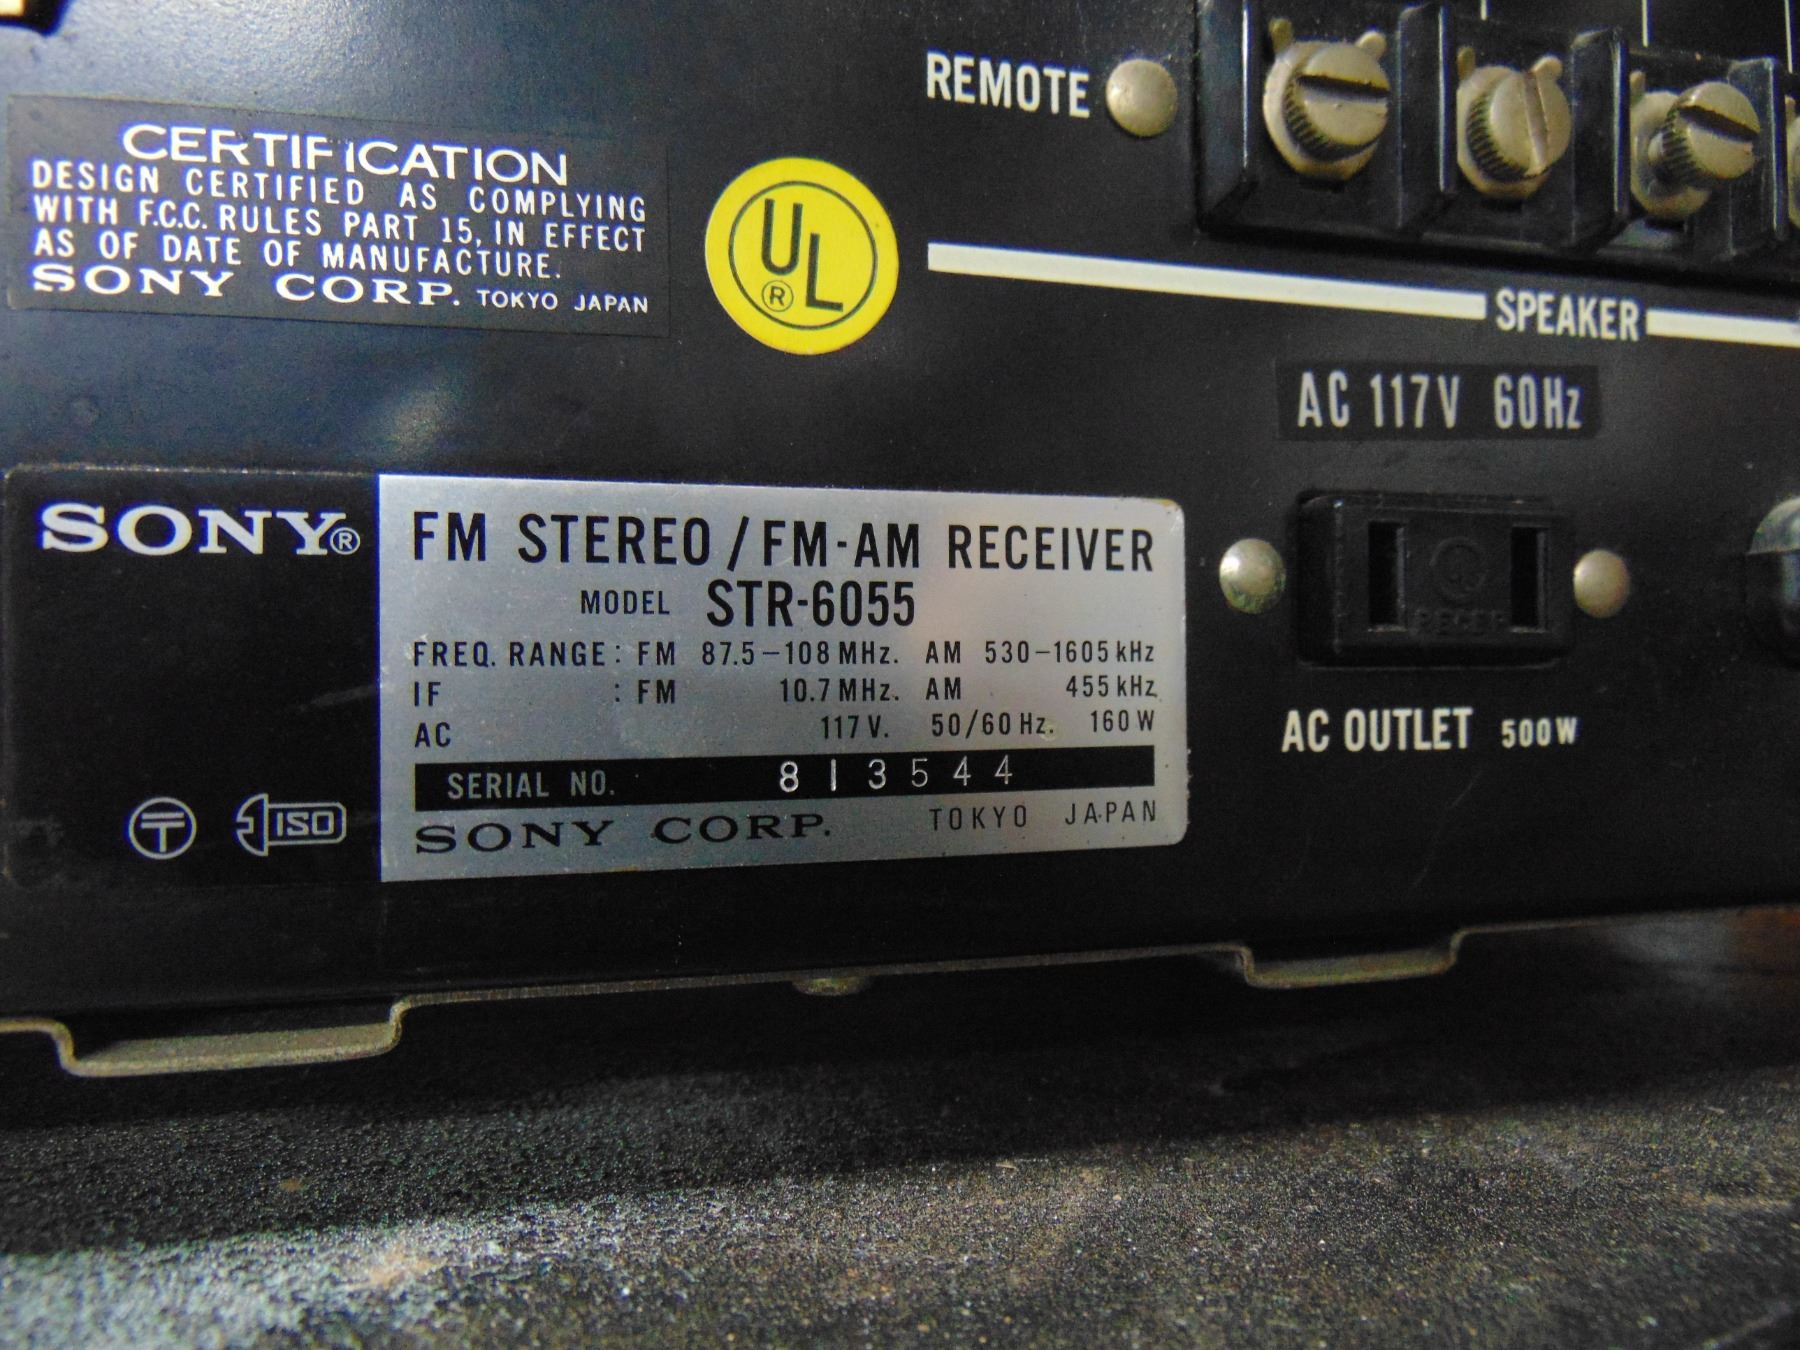 REMOTE
CERTIFICATION
DESIGN CERTIFIED AS COMPLYING
WITH F.C.C. RULES PART 15, IN EFFECT
AS OF DATE OF MANUFACTURE.
SONY CORP. TOKYO JAPAN
UL®
SPEAKER
AC 117V 60Hz
SONY®
FM STEREO / FM-AM RECEIVER
MODEL STR-6055
FREQ. RANGE : FM 87.5-108 MHz. AM 530-1605 kHz
IF : FM 10.7 MHz. AM 455 kHz
AC 117 V. 50/60 Hz. 160 W
SERIAL NO. 813544
SONY CORP. TOKYO JAPAN
〒 ISO
AC OUTLET 500W